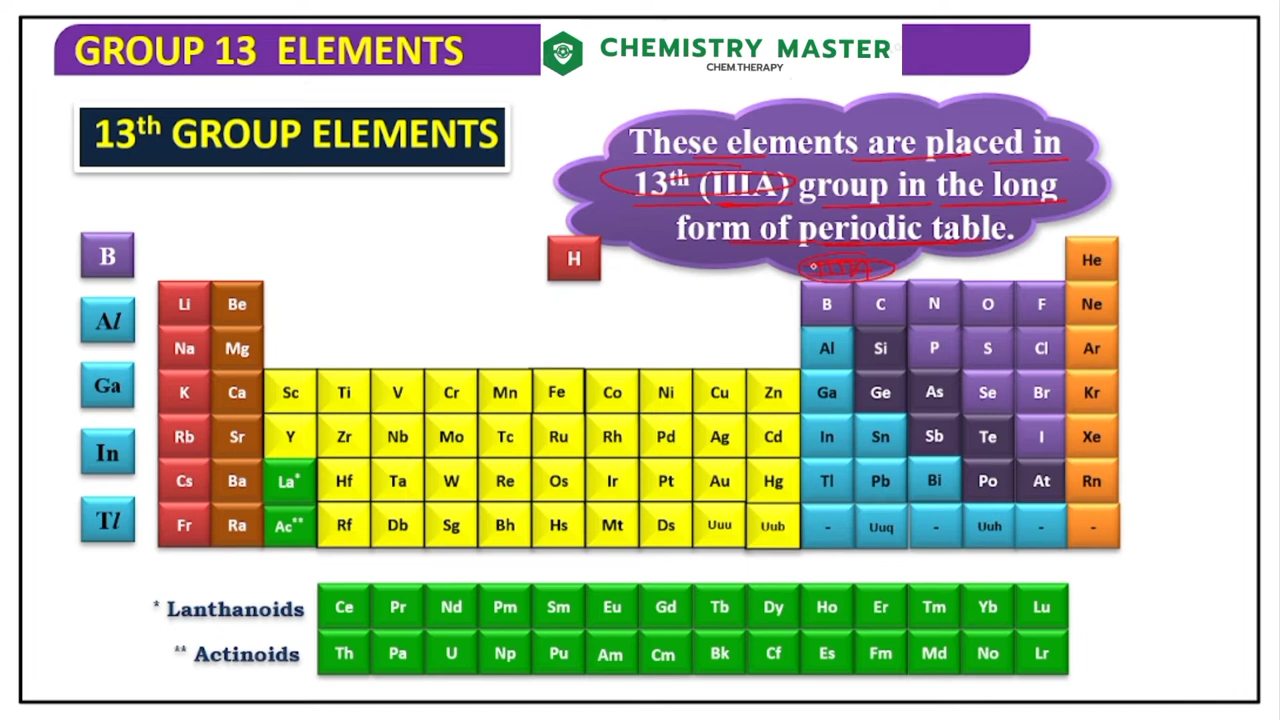 GROUP 13 ELEMENTS
CHEMISTRY MASTER
CHEM.THERAPY
13th GROUP ELEMENTS
These elements are placed in
13th (IIIA) group in the long
form of periodic table.
B
Al
Ga
In
Tl
H He
Li Be B C N O F Ne
Na Mg Al Si P S Cl Ar
K Ca Sc Ti V Cr Mn Fe Co Ni Cu Zn Ga Ge As Se Br Kr
Rb Sr Y Zr Nb Mo Tc Ru Rh Pd Ag Cd In Sn Sb Te I Xe
Cs Ba La* Hf Ta W Re Os Ir Pt Au Hg Tl Pb Bi Po At Rn
Fr Ra Ac** Rf Db Sg Bh Hs Mt Ds Uuu Uub - Uuq - Uuh - -
* Lanthanoids Ce Pr Nd Pm Sm Eu Gd Tb Dy Ho Er Tm Yb Lu
** Actinoids Th Pa U Np Pu Am Cm Bk Cf Es Fm Md No Lr